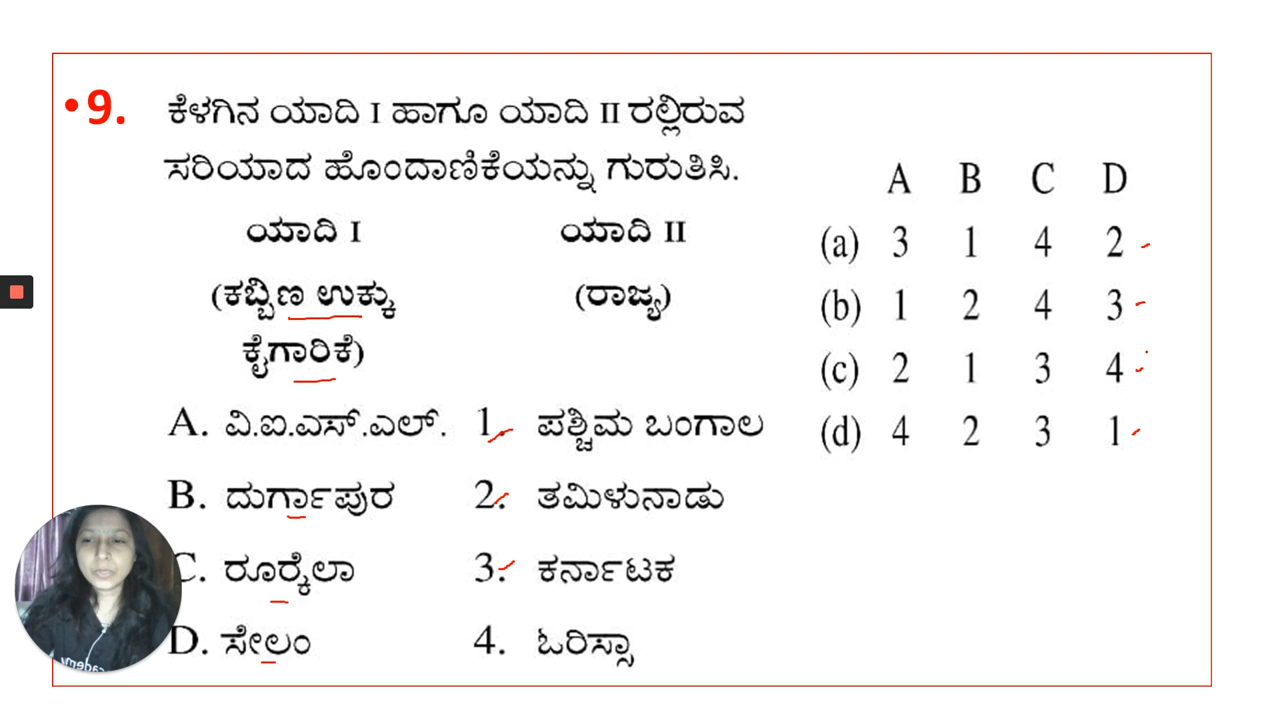 •9. ಕೆಳಗಿನ ಯಾದಿ I ಹಾಗೂ ಯಾದಿ II ರಲ್ಲಿರುವ
ಸರಿಯಾದ ಹೊಂದಾಣಿಕೆಯನ್ನು ಗುರುತಿಸಿ.
ಯಾದಿ I ಯಾದಿ II
(ಕಬ್ಬಿಣ ಉಕ್ಕು (ರಾಜ್ಯ)
ಕೈಗಾರಿಕೆ)
A. ವಿ.ಐ.ಎಸ್.ಎಲ್. 1. ಪಶ್ಚಿಮ ಬಂಗಾಲ
B. ದುರ್ಗಾಪುರ 2. ತಮಿಳುನಾಡು
C. ರೂರ್ಕೆಲಾ 3. ಕರ್ನಾಟಕ
D. ಸೇಲಂ 4. ಓರಿಸ್ಸಾ
A B C D
(a) 3 1 4 2
(b) 1 2 4 3
(c) 2 1 3 4
(d) 4 2 3 1